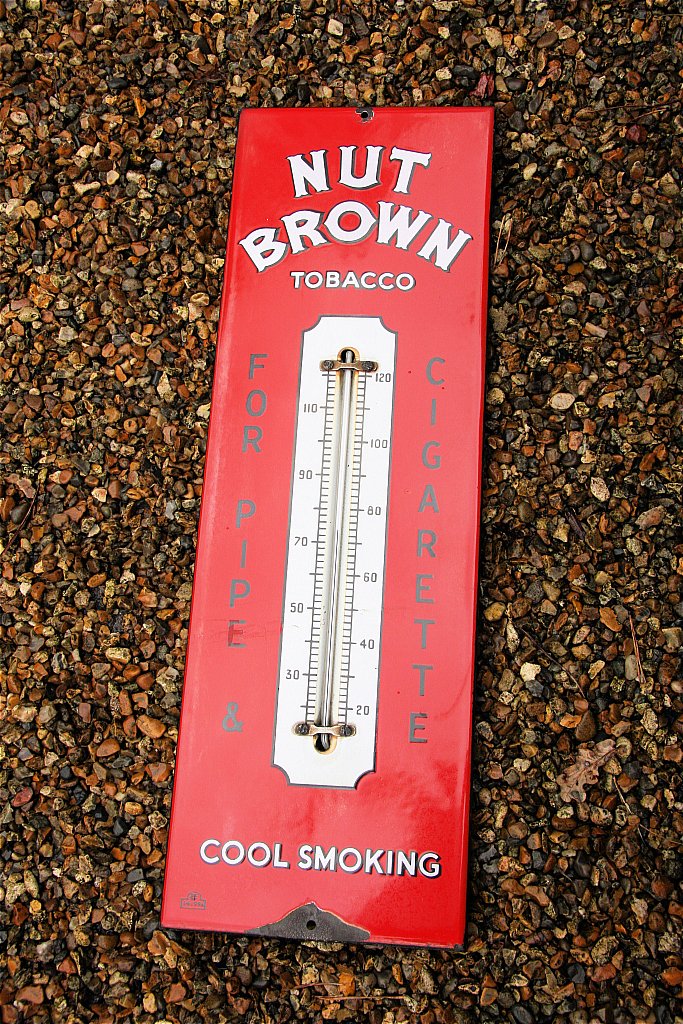 NUT
BROWN
TOBACCO
FOR PIPE &
CIGARETTE
120
110
100
90
80
70
60
50
40
30
20
COOL SMOKING